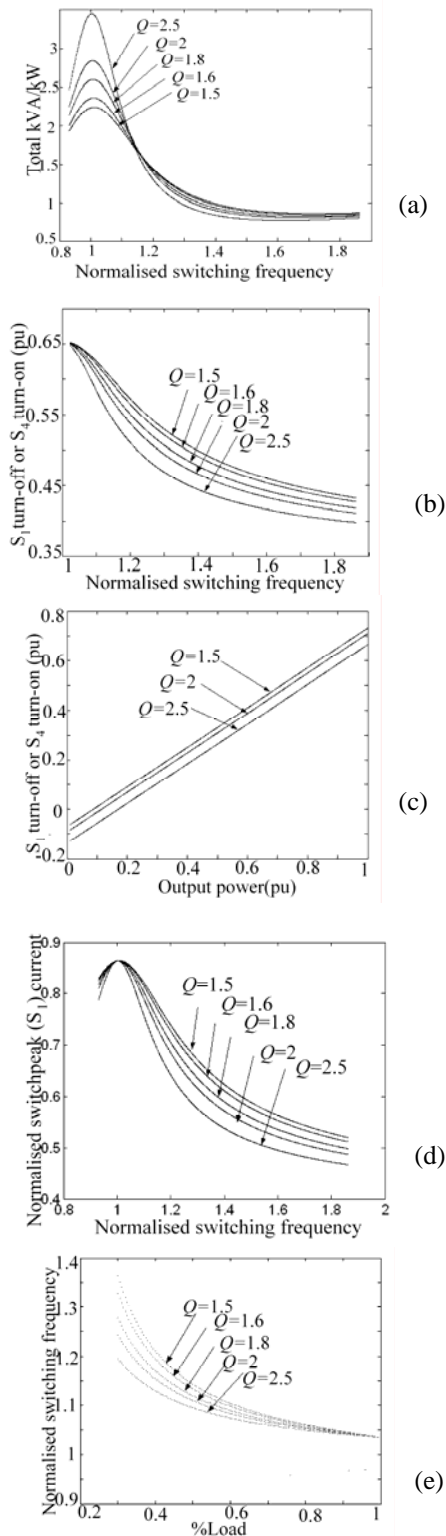 Total kVA/kW
3
2
1
0.5
Q=2.5
Q=2
Q=1.8
Q=1.6
Q=1.5
0.8 1 1.2 1.4 1.6 1.8
Normalised switching frequency
(a)
S1 turn-off or S4 turn-on (pu)
0.65
0.55
0.45
0.35
Q=1.5
Q=1.6
Q=1.8
Q=2
Q=2.5
1 1.2 1.4 1.6 1.8
Normalised switching frequency
(b)
S1 turn-off or S4 turn-on (pu)
0.8
0.6
0.4
0.2
0
-0.2
Q=1.5
Q=2
Q=2.5
0 0.2 0.4 0.6 0.8 1
Output power(pu)
(c)
Normalised switchpeak (S1) current
0.9
0.8
0.7
0.6
0.5
0.4
Q=1.5
Q=1.6
Q=1.8
Q=2
Q=2.5
0.8 1 1.2 1.4 1.6 1.8 2
Normalised switching frequency
(d)
Normalised switching frequency
1.4
1.3
1.2
1.1
1
0.9
Q=1.5
Q=1.6
Q=1.8
Q=2
Q=2.5
0.2 0.4 0.6 0.8 1
%Load
(e)